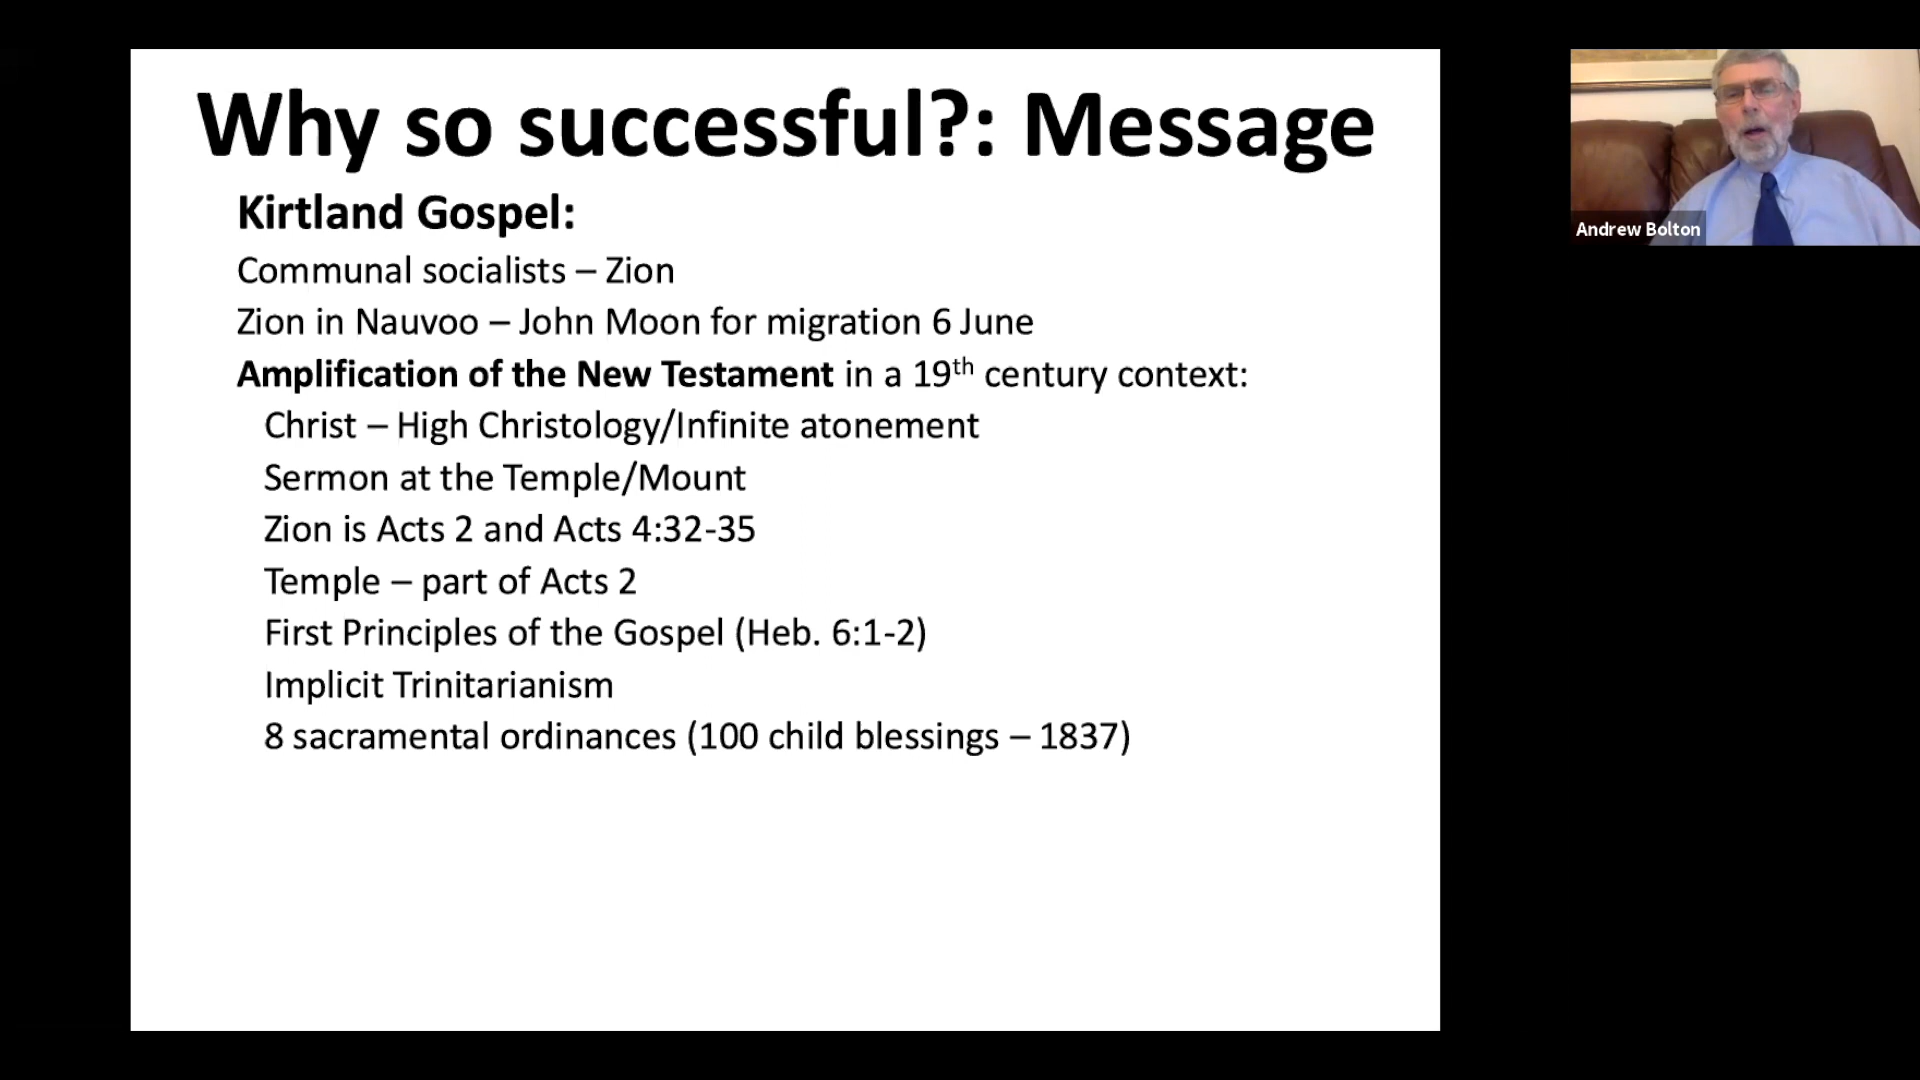 Why so successful?: Message
Kirtland Gospel:
Communal socialists – Zion
Zion in Nauvoo – John Moon for migration 6 June
Amplification of the New Testament in a 19th century context:
Christ – High Christology/Infinite atonement
Sermon at the Temple/Mount
Zion is Acts 2 and Acts 4:32-35
Temple – part of Acts 2
First Principles of the Gospel (Heb. 6:1-2)
Implicit Trinitarianism
8 sacramental ordinances (100 child blessings – 1837)
Andrew Bolton